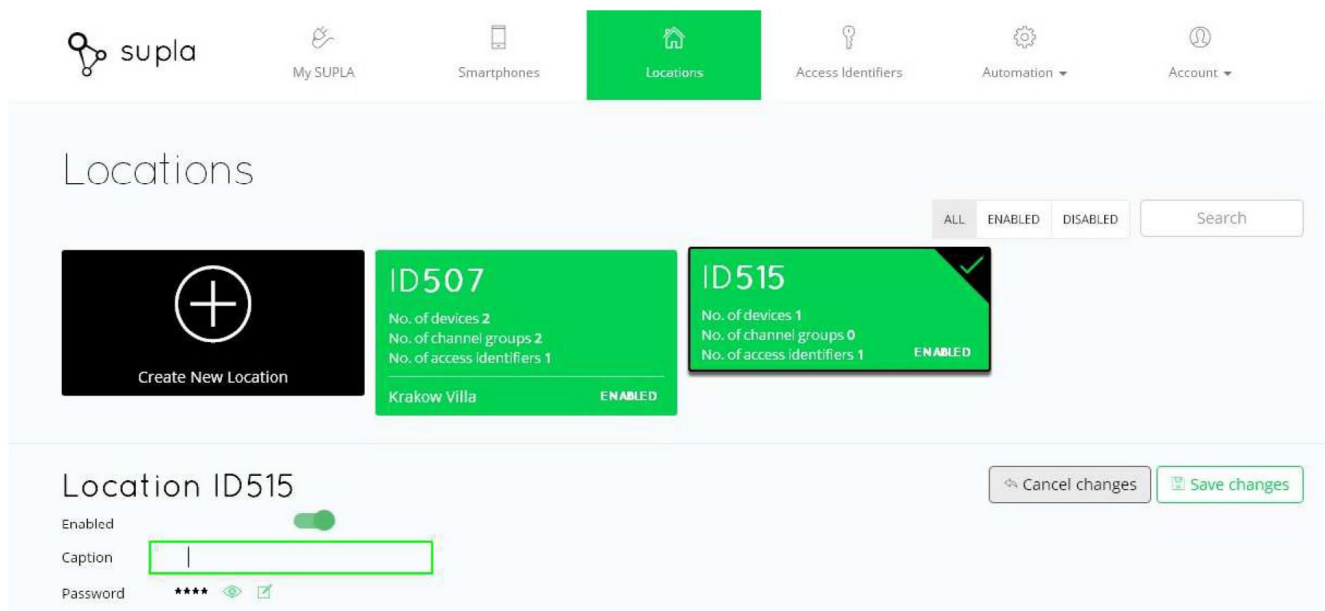 supla
My SUPLA
Smartphones
Locations
Access Identifiers
Automation
Account
Locations
ALL ENABLED DISABLED Search
Create New Location
ID507
No. of devices 2
No. of channel groups 2
No. of access identifiers 1
Krakow Villa ENABLED
ID515
No. of devices 1
No. of channel groups 0
No. of access identifiers 1 ENABLED
Location ID515
Cancel changes Save changes
Enabled
Caption
Password ****